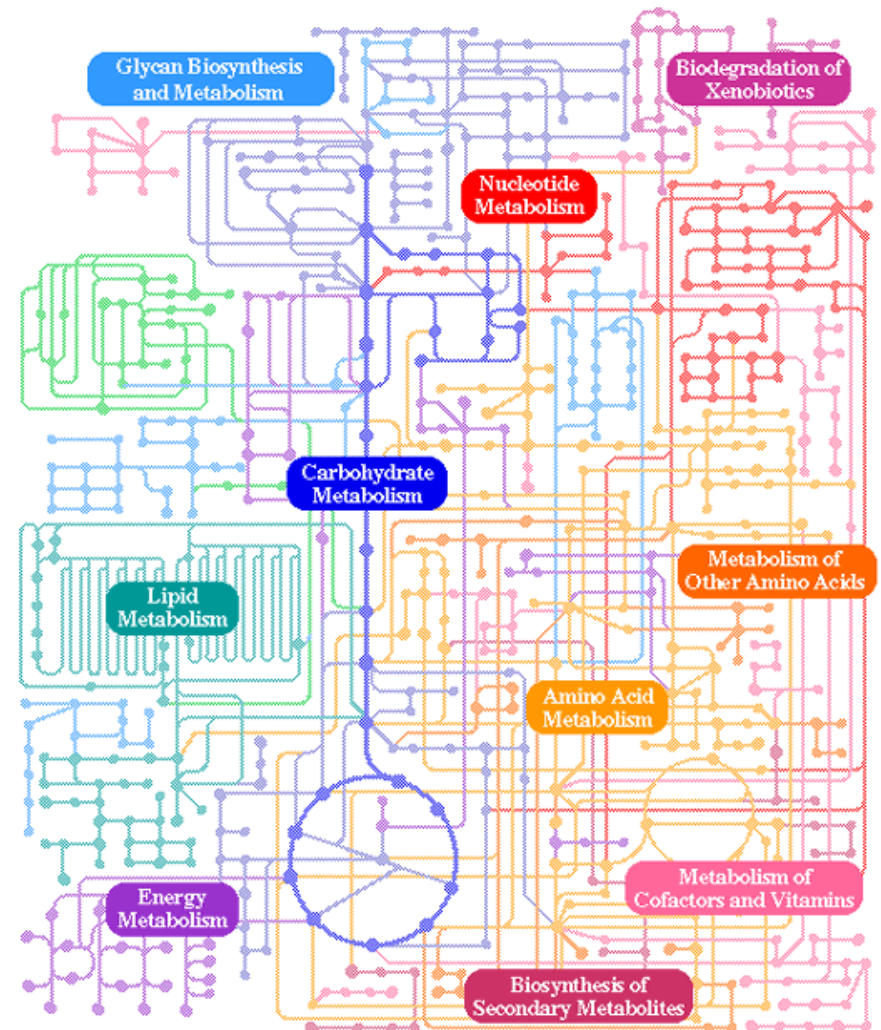 Glycan Biosynthesis
and Metabolism
Biodegradation of
Xenobiotics
Nucleotide
Metabolism
Carbohydrate
Metabolism
Metabolism of
Other Amino Acids
Lipid
Metabolism
Amino Acid
Metabolism
Metabolism of
Cofactors and Vitamins
Energy
Metabolism
Biosynthesis of
Secondary Metabolites